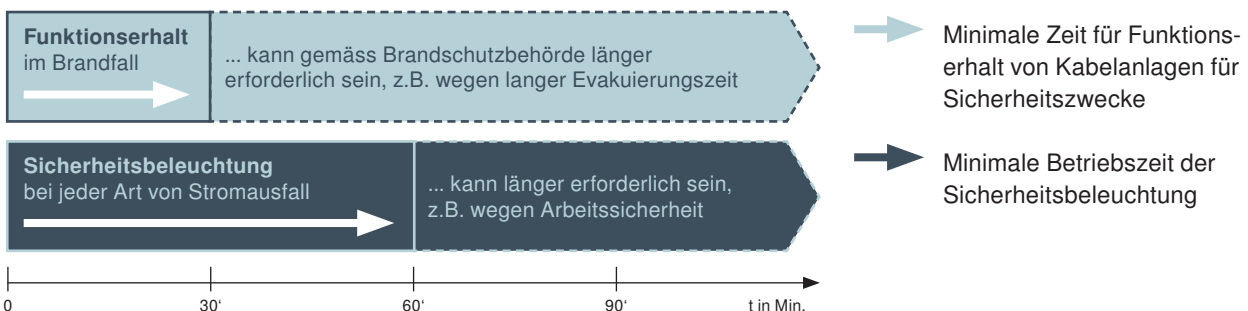 Funktionserhalt
im Brandfall
... kann gemäss Brandschutzbehörde länger
erforderlich sein, z.B. wegen langer Evakuierungszeit
Sicherheitsbeleuchtung
bei jeder Art von Stromausfall
... kann länger erforderlich sein,
z.B. wegen Arbeitssicherheit
0
30‘
60‘
90‘
t in Min.
Minimale Zeit für Funktions-
erhalt von Kabelanlagen für
Sicherheitszwecke
Minimale Betriebszeit der
Sicherheitsbeleuchtung